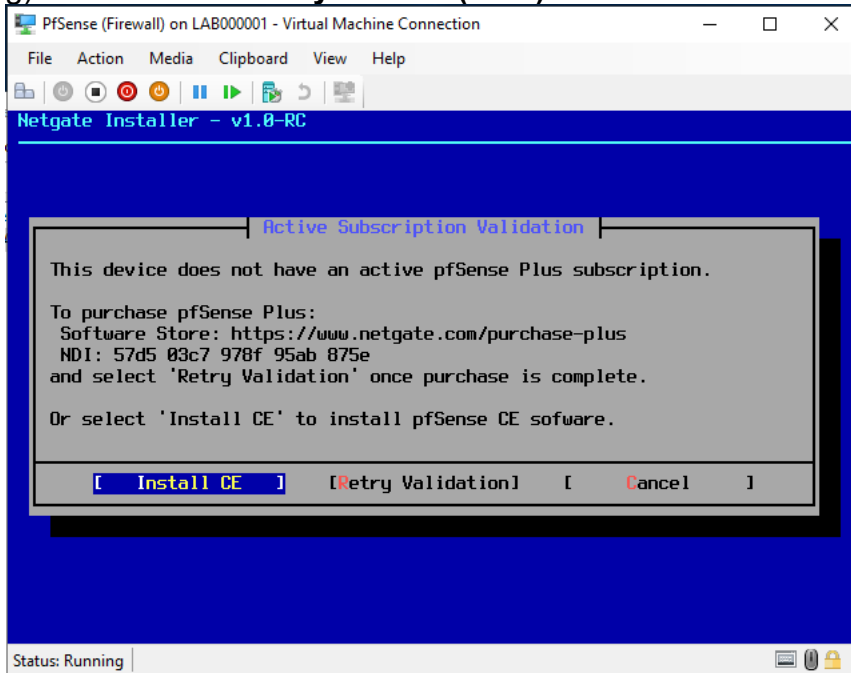 PfSense (Firewall) on LAB000001 - Virtual Machine Connection
File Action Media Clipboard View Help
Netgate Installer - v1.0-RC
Active Subscription Validation
This device does not have an active pfSense Plus subscription.
To purchase pfSense Plus:
Software Store: https://www.netgate.com/purchase-plus
NDI: 57d5 03c7 978f 95ab 875e
and select 'Retry Validation' once purchase is complete.
Or select 'Install CE' to install pfSense CE sofware.
[ Install CE ] [Retry Validation] [ Cancel ]
Status: Running